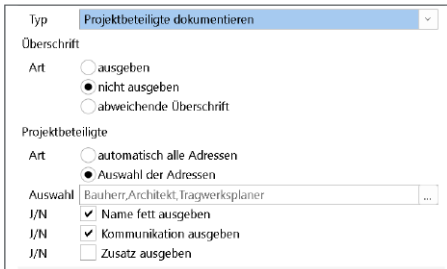 Typ Projektbeteiligte dokumentieren
Überschrift
Art ausgeben
nicht ausgeben
abweichende Überschrift
Projektbeteiligte
Art automatisch alle Adressen
Auswahl der Adressen
Auswahl Bauherr,Architekt,Tragwerksplaner ...
J/N Name fett ausgeben
J/N Kommunikation ausgeben
J/N Zusatz ausgeben